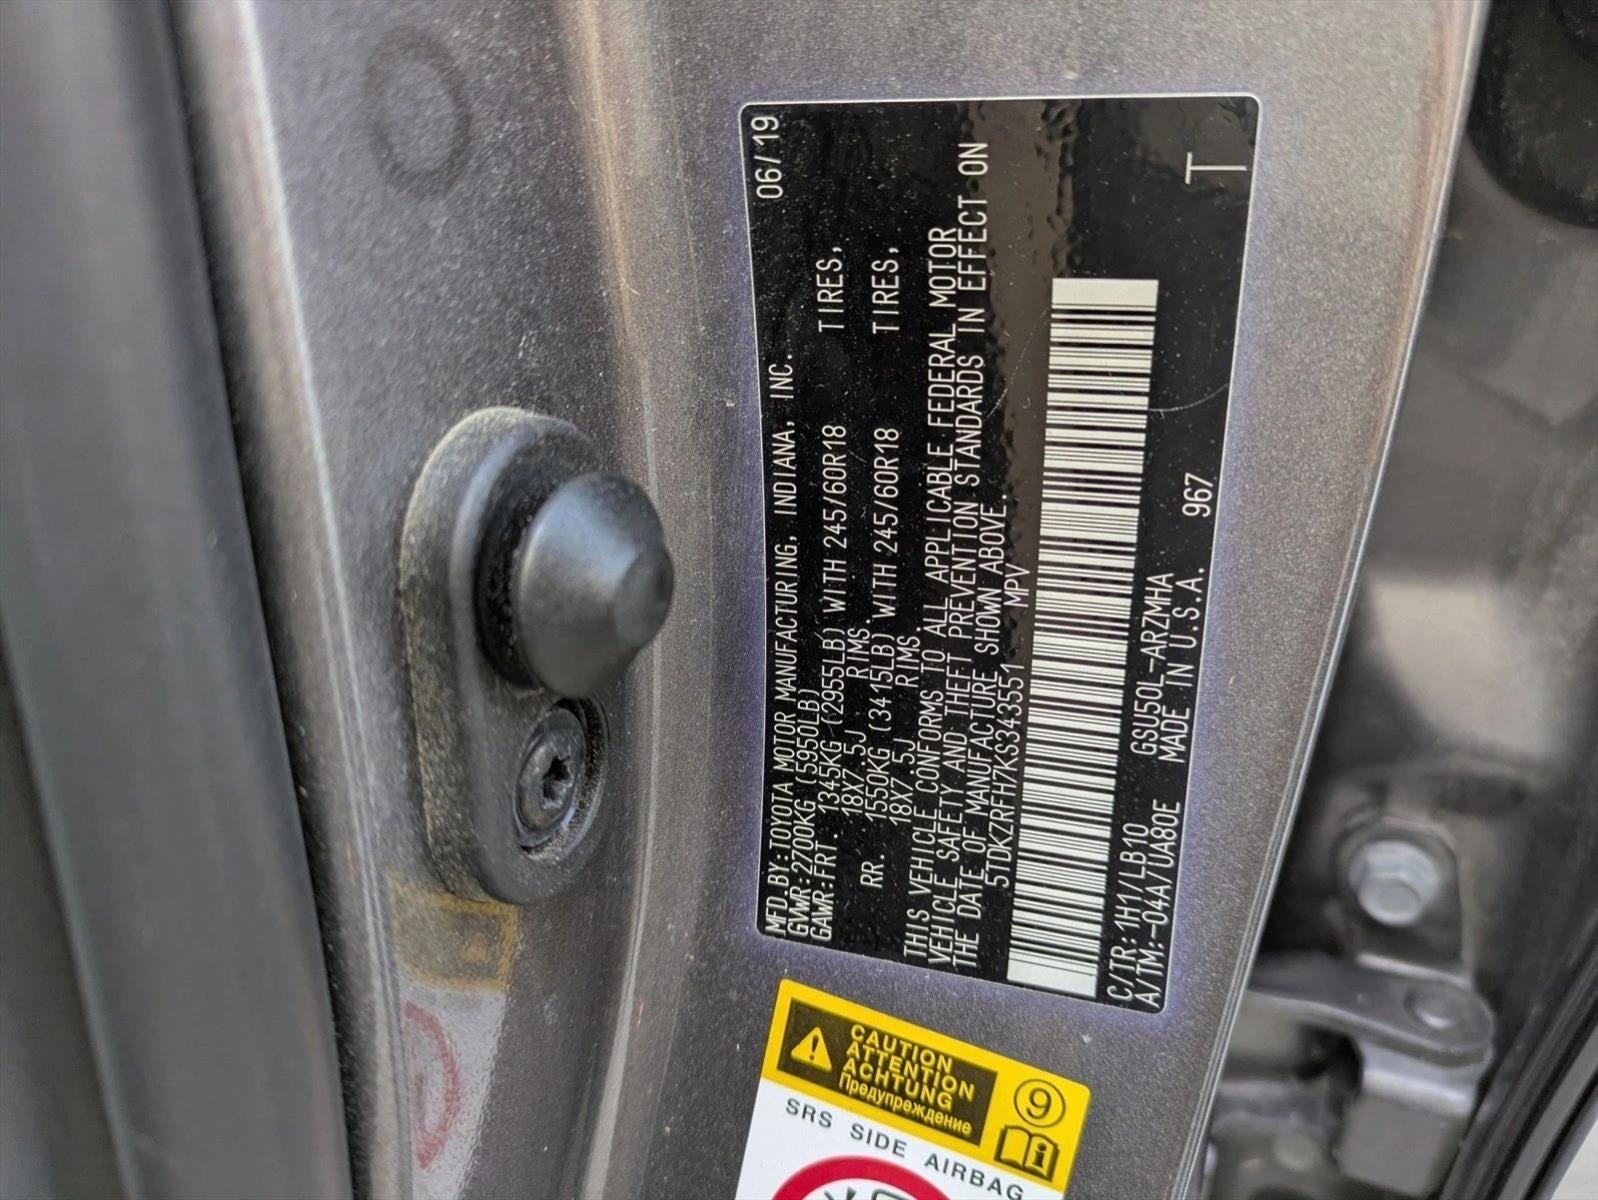 MFD.BY:TOYOTA MOTOR MANUFACTURING, INDIANA, INC. 06/19
GVWR:2700KG (5950LB)
GAWR:FRT. 1345KG (2955LB) WITH 245/60R18 TIRES,
18X7.5J RIMS
RR. 1550KG (3415LB) WITH 245/60R18 TIRES,
18X7.5J RIMS.
THIS VEHICLE CONFORMS TO ALL APPLICABLE FEDERAL MOTOR
VEHICLE SAFETY AND THEFT PREVENTION STANDARDS IN EFFECT ON
THE DATE OF MANUFACTURE SHOWN ABOVE.
5TDKZRFH7KS343551 MPV
C/TR:1H1/LB10 GSU50L-ARZMHA
A/TM:-04A/UA80E MADE IN U.S.A. 967
T
CAUTION
ATTENTION
ACHTUNG
Предупреждение
9
i
SRS SIDE AIRBAG